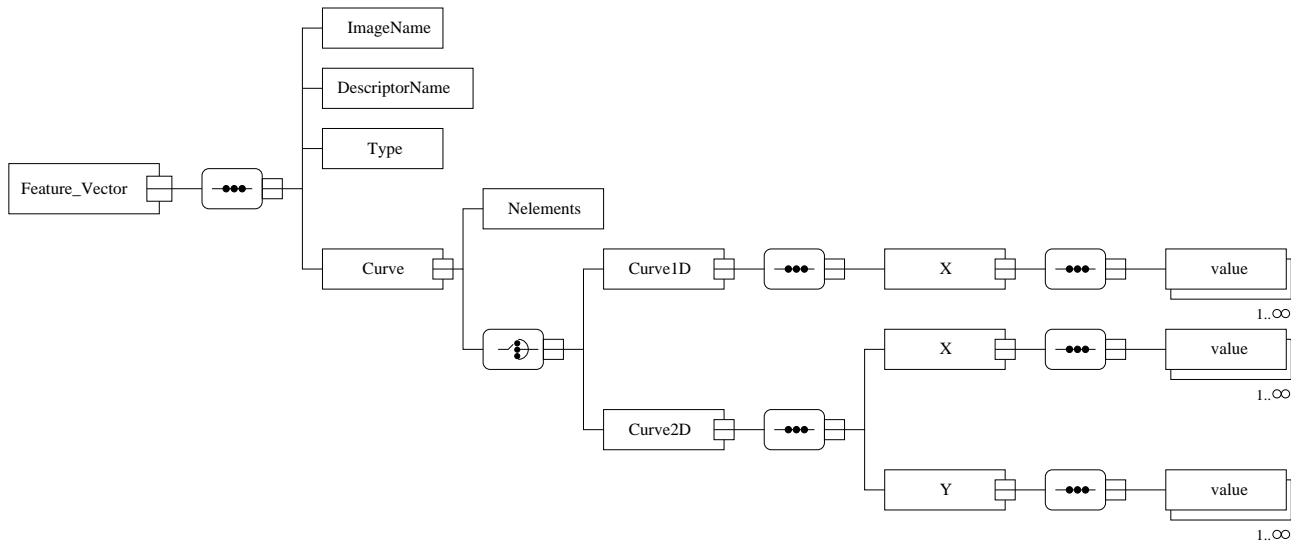 ImageName
DescriptorName
Type
Feature_Vector
Nelements
Curve
Curve1D
X
value
1..∞
X
value
1..∞
Curve2D
Y
value
1..∞